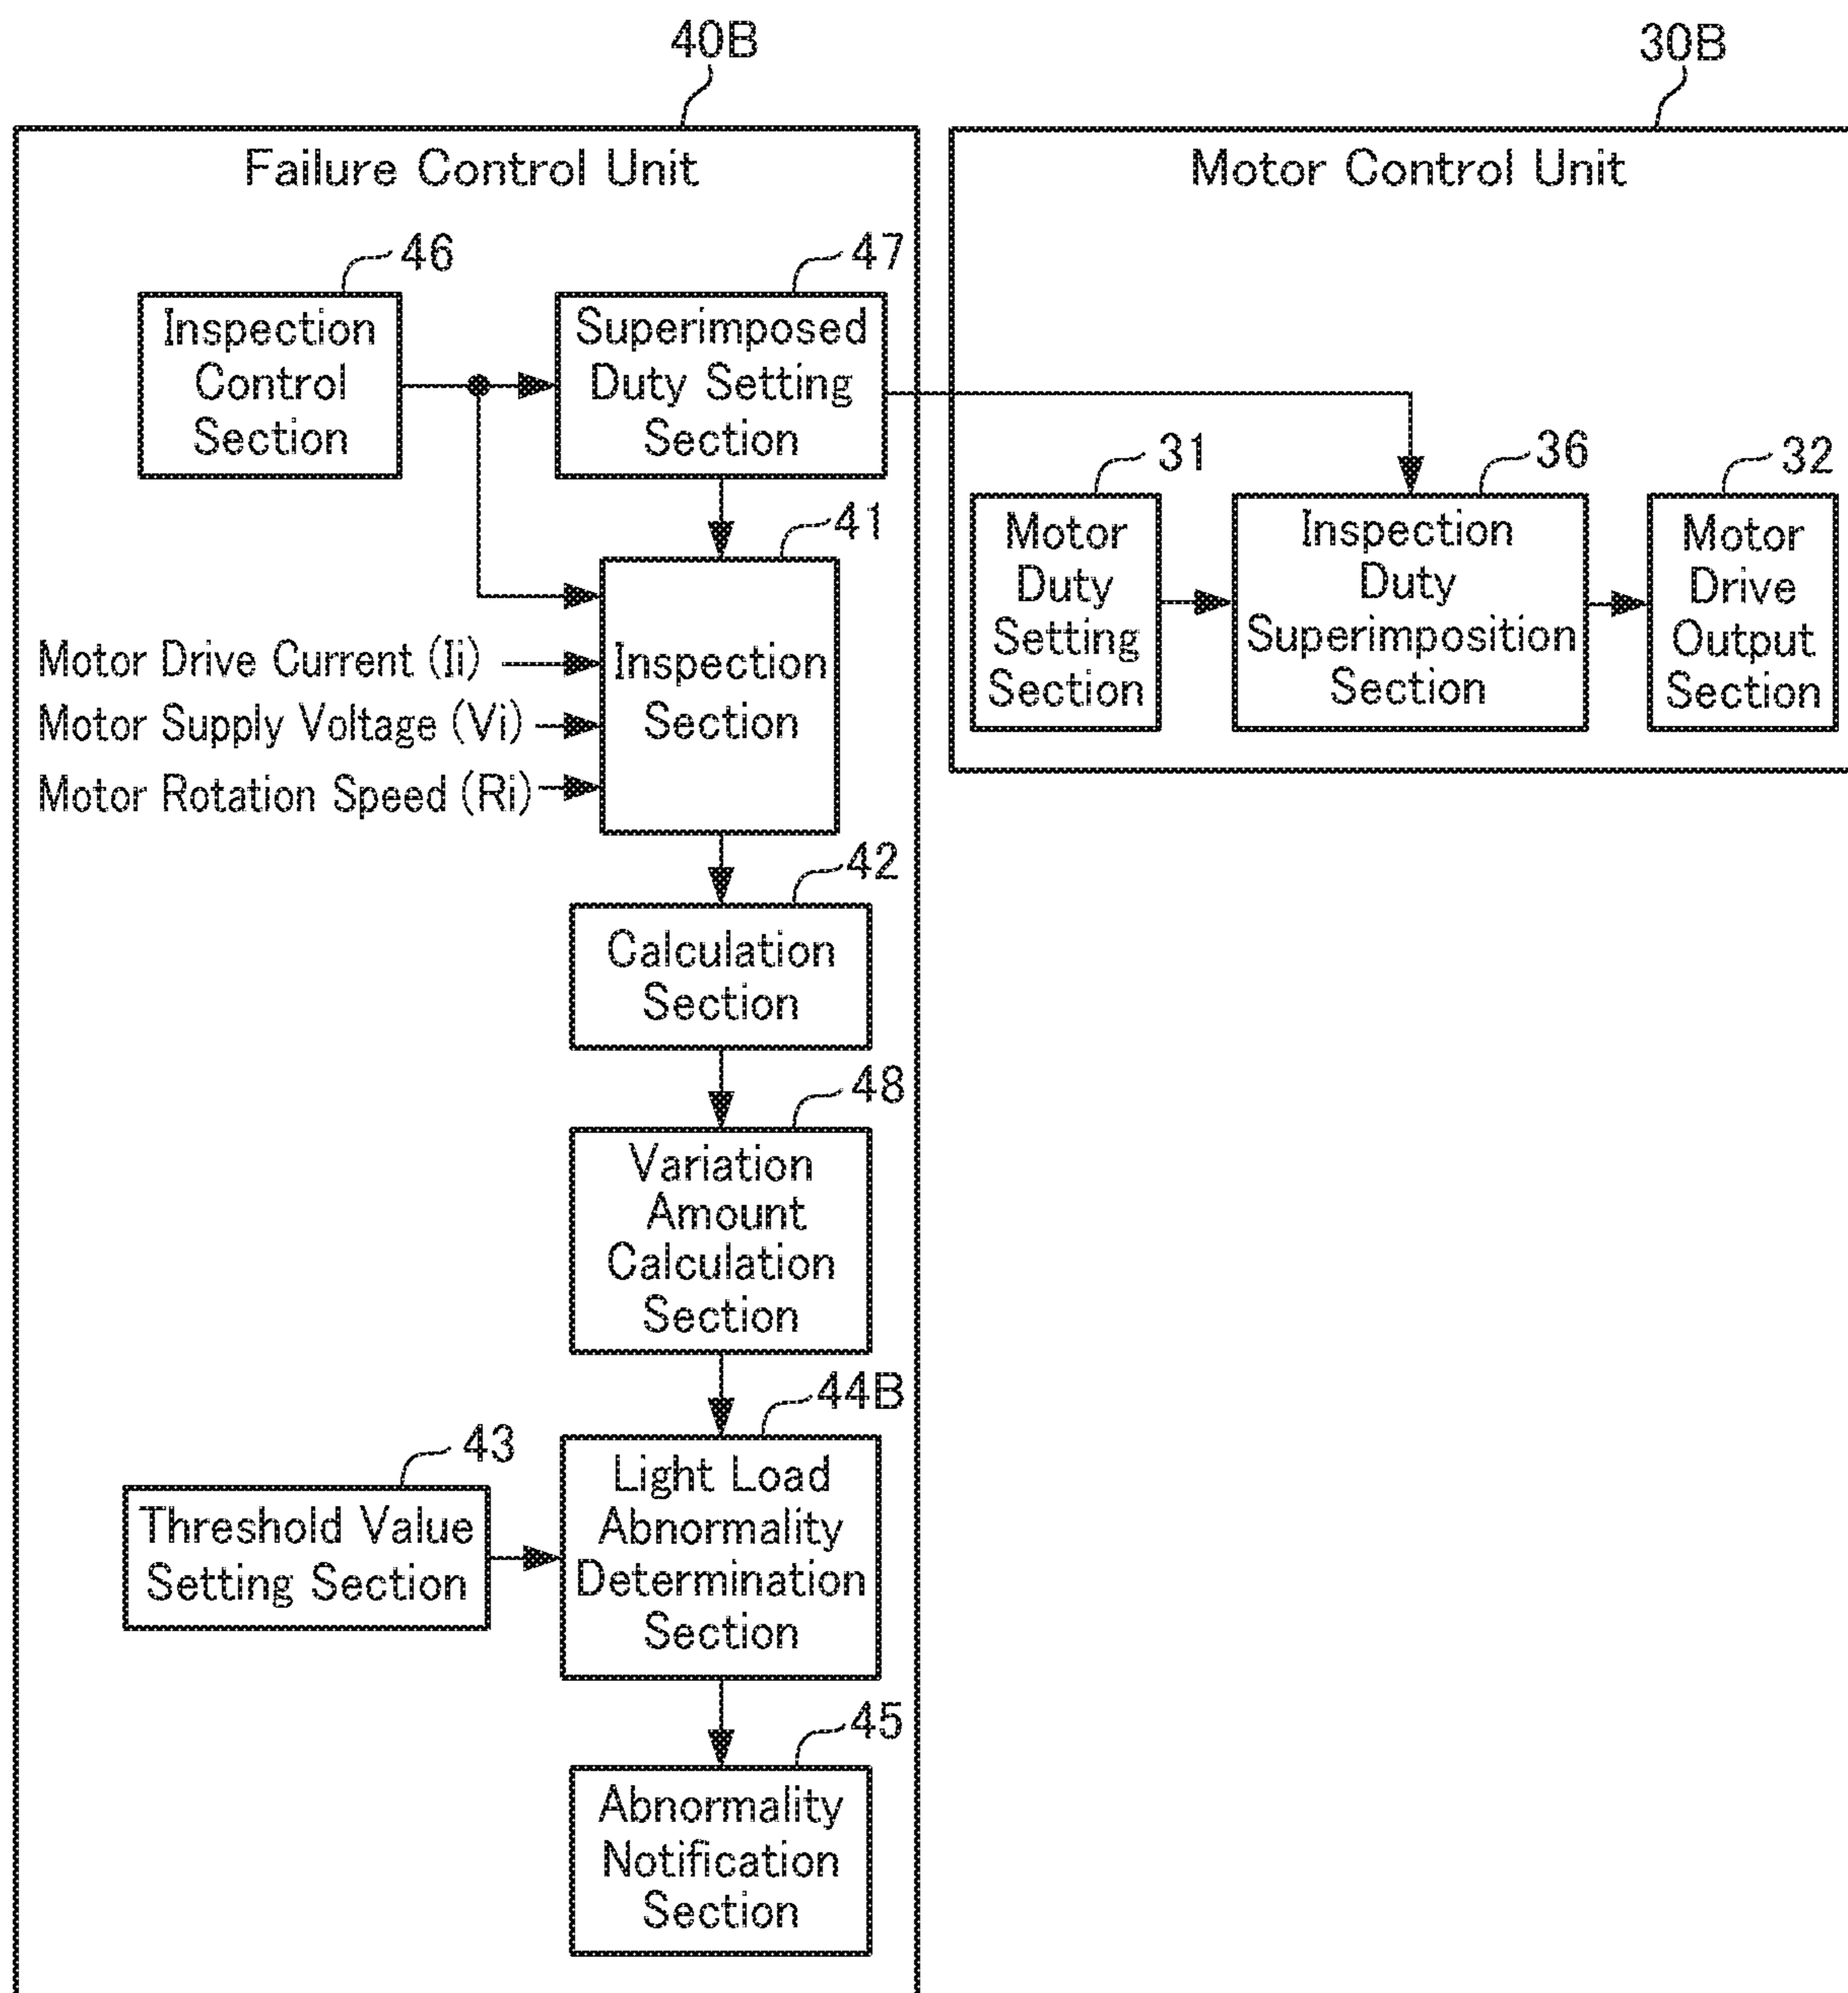 40B
30B
Failure Control Unit
Motor Control Unit
46
47
Inspection
Control
Section
Superimposed
Duty Setting
Section
31
36
32
Motor
Duty
Setting
Section
Inspection
Duty
Superimposition
Section
Motor
Drive
Output
Section
41
Motor Drive Current (Ii)
Motor Supply Voltage (Vi)
Motor Rotation Speed (Ri)
Inspection
Section
42
Calculation
Section
48
Variation
Amount
Calculation
Section
44B
43
Threshold Value
Setting Section
Light Load
Abnormality
Determination
Section
45
Abnormality
Notification
Section